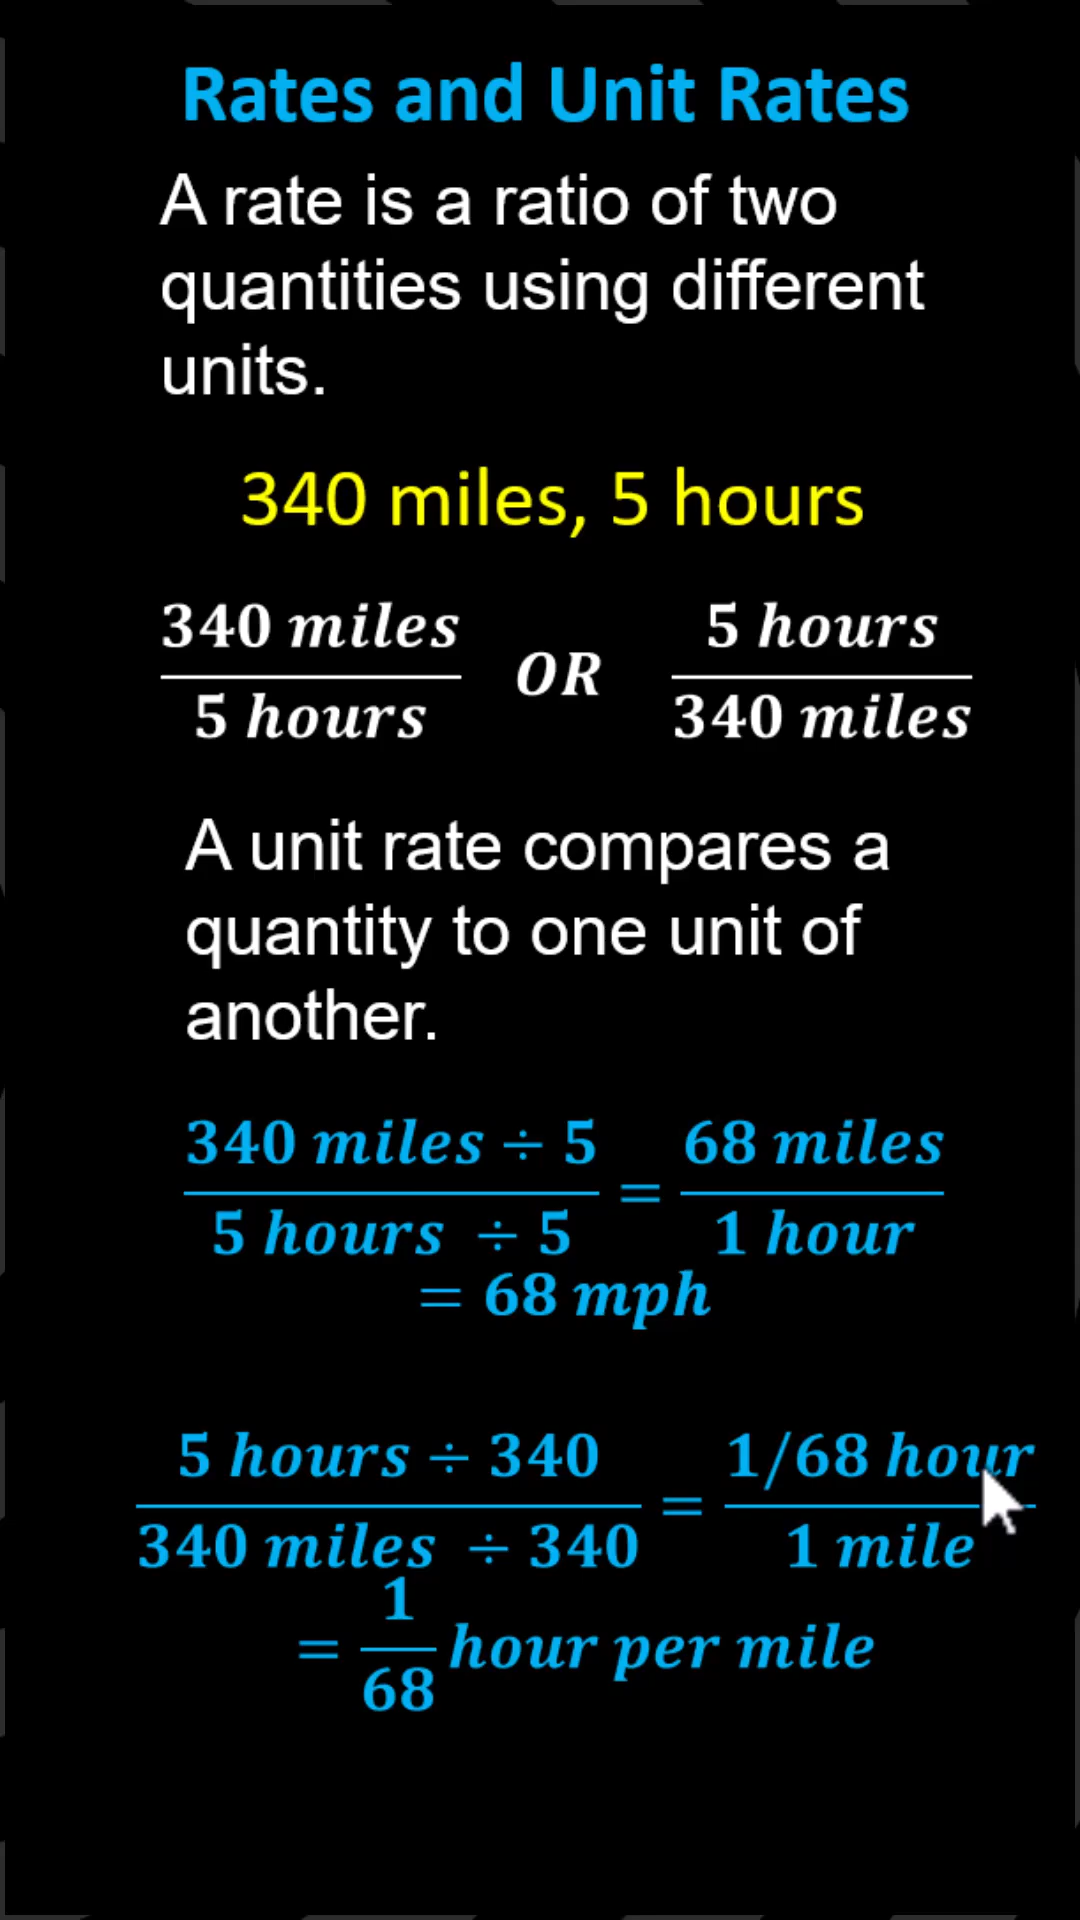 Rates and Unit Rates
A rate is a ratio of two
quantities using different
units.
340 miles, 5 hours
340 miles / 5 hours OR 5 hours / 340 miles
A unit rate compares a
quantity to one unit of
another.
340 miles ÷ 5 / 5 hours ÷ 5 = 68 miles / 1 hour
= 68 mph
5 hours ÷ 340 / 340 miles ÷ 340 = 1/68 hour / 1 mile
= 1/68 hour per mile